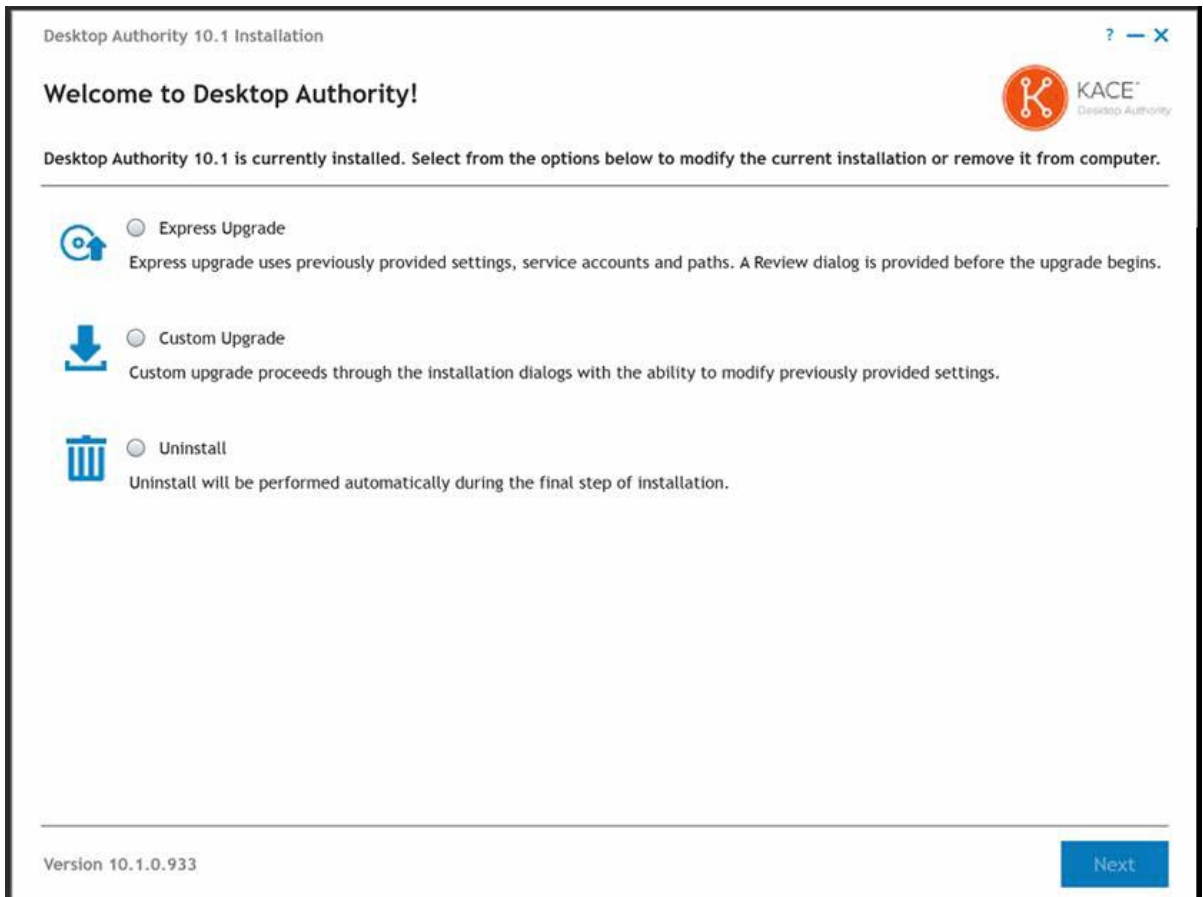 Desktop Authority 10.1 Installation
?
Welcome to Desktop Authority!
KACE
Desktop Authority
Desktop Authority 10.1 is currently installed. Select from the options below to modify the current installation or remove it from computer.
Express Upgrade
Express upgrade uses previously provided settings, service accounts and paths. A Review dialog is provided before the upgrade begins.
Custom Upgrade
Custom upgrade proceeds through the installation dialogs with the ability to modify previously provided settings.
Uninstall
Uninstall will be performed automatically during the final step of installation.
Version 10.1.0.933
Next